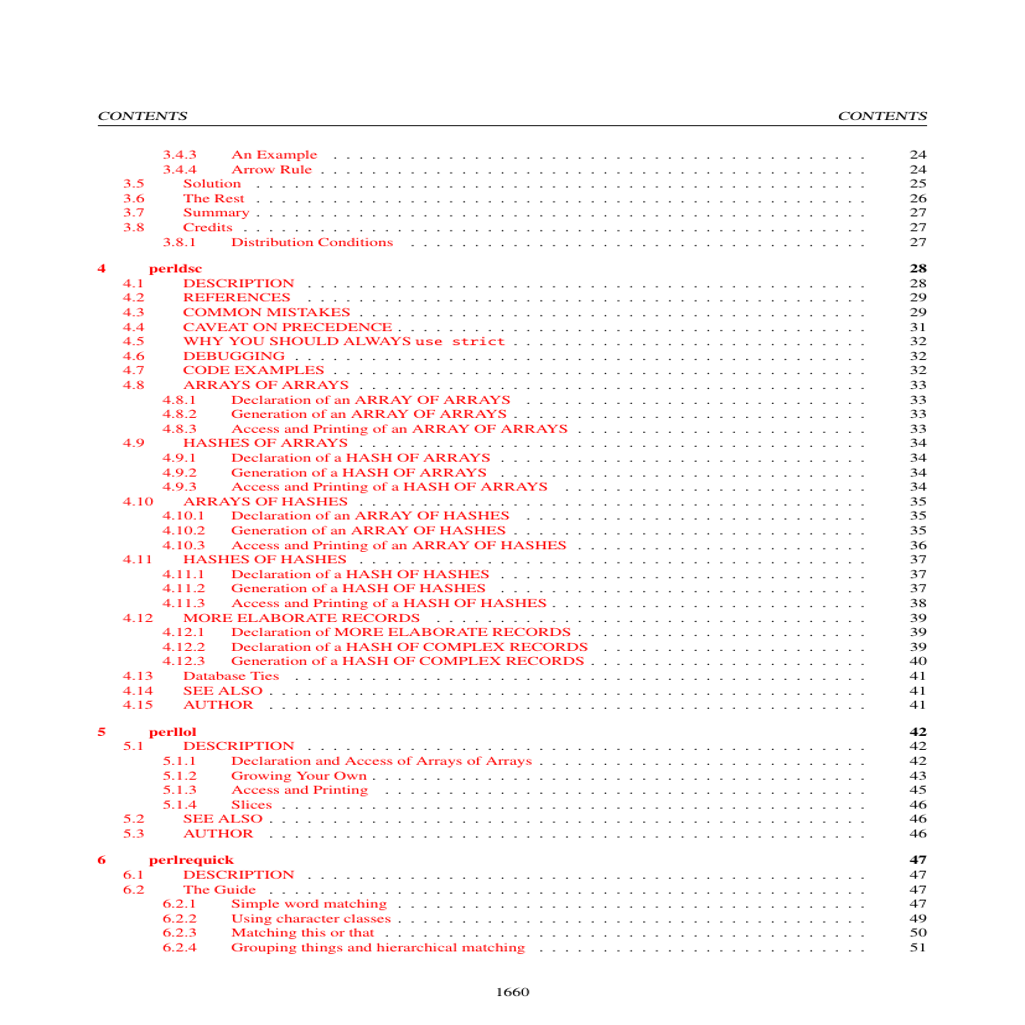 CONTENTS CONTENTS
3.4.3 An Example . . . . . . . . . . . . . . . . . . . . . . . . . . . . . . . . . . . . . . . . . . 24
3.4.4 Arrow Rule . . . . . . . . . . . . . . . . . . . . . . . . . . . . . . . . . . . . . . . . . . . 24
3.5 Solution . . . . . . . . . . . . . . . . . . . . . . . . . . . . . . . . . . . . . . . . . . . . . . . . 25
3.6 The Rest . . . . . . . . . . . . . . . . . . . . . . . . . . . . . . . . . . . . . . . . . . . . . . . . 26
3.7 Summary . . . . . . . . . . . . . . . . . . . . . . . . . . . . . . . . . . . . . . . . . . . . . . . . 27
3.8 Credits . . . . . . . . . . . . . . . . . . . . . . . . . . . . . . . . . . . . . . . . . . . . . . . . . 27
3.8.1 Distribution Conditions . . . . . . . . . . . . . . . . . . . . . . . . . . . . . . . . . . . . 27
4 perldsc 28
4.1 DESCRIPTION . . . . . . . . . . . . . . . . . . . . . . . . . . . . . . . . . . . . . . . . . . . . 28
4.2 REFERENCES . . . . . . . . . . . . . . . . . . . . . . . . . . . . . . . . . . . . . . . . . . . . 29
4.3 COMMON MISTAKES . . . . . . . . . . . . . . . . . . . . . . . . . . . . . . . . . . . . . . . . 29
4.4 CAVEAT ON PRECEDENCE . . . . . . . . . . . . . . . . . . . . . . . . . . . . . . . . . . . . . 31
4.5 WHY YOU SHOULD ALWAYS use strict . . . . . . . . . . . . . . . . . . . . . . . . . . . . 32
4.6 DEBUGGING . . . . . . . . . . . . . . . . . . . . . . . . . . . . . . . . . . . . . . . . . . . . . 32
4.7 CODE EXAMPLES . . . . . . . . . . . . . . . . . . . . . . . . . . . . . . . . . . . . . . . . . . 32
4.8 ARRAYS OF ARRAYS . . . . . . . . . . . . . . . . . . . . . . . . . . . . . . . . . . . . . . . . 33
4.8.1 Declaration of an ARRAY OF ARRAYS . . . . . . . . . . . . . . . . . . . . . . . . . . . 33
4.8.2 Generation of an ARRAY OF ARRAYS . . . . . . . . . . . . . . . . . . . . . . . . . . . . 33
4.8.3 Access and Printing of an ARRAY OF ARRAYS . . . . . . . . . . . . . . . . . . . . . . . 33
4.9 HASHES OF ARRAYS . . . . . . . . . . . . . . . . . . . . . . . . . . . . . . . . . . . . . . . . 34
4.9.1 Declaration of a HASH OF ARRAYS . . . . . . . . . . . . . . . . . . . . . . . . . . . . . 34
4.9.2 Generation of a HASH OF ARRAYS . . . . . . . . . . . . . . . . . . . . . . . . . . . . . 34
4.9.3 Access and Printing of a HASH OF ARRAYS . . . . . . . . . . . . . . . . . . . . . . . . 34
4.10 ARRAYS OF HASHES . . . . . . . . . . . . . . . . . . . . . . . . . . . . . . . . . . . . . . . . 35
4.10.1 Declaration of an ARRAY OF HASHES . . . . . . . . . . . . . . . . . . . . . . . . . . . 35
4.10.2 Generation of an ARRAY OF HASHES . . . . . . . . . . . . . . . . . . . . . . . . . . . . 35
4.10.3 Access and Printing of an ARRAY OF HASHES . . . . . . . . . . . . . . . . . . . . . . . 36
4.11 HASHES OF HASHES . . . . . . . . . . . . . . . . . . . . . . . . . . . . . . . . . . . . . . . . 37
4.11.1 Declaration of a HASH OF HASHES . . . . . . . . . . . . . . . . . . . . . . . . . . . . . 37
4.11.2 Generation of a HASH OF HASHES . . . . . . . . . . . . . . . . . . . . . . . . . . . . . 37
4.11.3 Access and Printing of a HASH OF HASHES . . . . . . . . . . . . . . . . . . . . . . . . . 38
4.12 MORE ELABORATE RECORDS . . . . . . . . . . . . . . . . . . . . . . . . . . . . . . . . . . 39
4.12.1 Declaration of MORE ELABORATE RECORDS . . . . . . . . . . . . . . . . . . . . . . 39
4.12.2 Declaration of a HASH OF COMPLEX RECORDS . . . . . . . . . . . . . . . . . . . . . 39
4.12.3 Generation of a HASH OF COMPLEX RECORDS . . . . . . . . . . . . . . . . . . . . . . 40
4.13 Database Ties . . . . . . . . . . . . . . . . . . . . . . . . . . . . . . . . . . . . . . . . . . . . . 41
4.14 SEE ALSO . . . . . . . . . . . . . . . . . . . . . . . . . . . . . . . . . . . . . . . . . . . . . . . 41
4.15 AUTHOR . . . . . . . . . . . . . . . . . . . . . . . . . . . . . . . . . . . . . . . . . . . . . . . 41
5 perllol 42
5.1 DESCRIPTION . . . . . . . . . . . . . . . . . . . . . . . . . . . . . . . . . . . . . . . . . . . . 42
5.1.1 Declaration and Access of Arrays of Arrays . . . . . . . . . . . . . . . . . . . . . . . . . . 42
5.1.2 Growing Your Own . . . . . . . . . . . . . . . . . . . . . . . . . . . . . . . . . . . . . . . 43
5.1.3 Access and Printing . . . . . . . . . . . . . . . . . . . . . . . . . . . . . . . . . . . . . . 45
5.1.4 Slices . . . . . . . . . . . . . . . . . . . . . . . . . . . . . . . . . . . . . . . . . . . . . . 46
5.2 SEE ALSO . . . . . . . . . . . . . . . . . . . . . . . . . . . . . . . . . . . . . . . . . . . . . . . 46
5.3 AUTHOR . . . . . . . . . . . . . . . . . . . . . . . . . . . . . . . . . . . . . . . . . . . . . . . 46
6 perlrequick 47
6.1 DESCRIPTION . . . . . . . . . . . . . . . . . . . . . . . . . . . . . . . . . . . . . . . . . . . . 47
6.2 The Guide . . . . . . . . . . . . . . . . . . . . . . . . . . . . . . . . . . . . . . . . . . . . . . . 47
6.2.1 Simple word matching . . . . . . . . . . . . . . . . . . . . . . . . . . . . . . . . . . . . . 47
6.2.2 Using character classes . . . . . . . . . . . . . . . . . . . . . . . . . . . . . . . . . . . . . 49
6.2.3 Matching this or that . . . . . . . . . . . . . . . . . . . . . . . . . . . . . . . . . . . . . . 50
6.2.4 Grouping things and hierarchical matching . . . . . . . . . . . . . . . . . . . . . . . . . . 51
1660